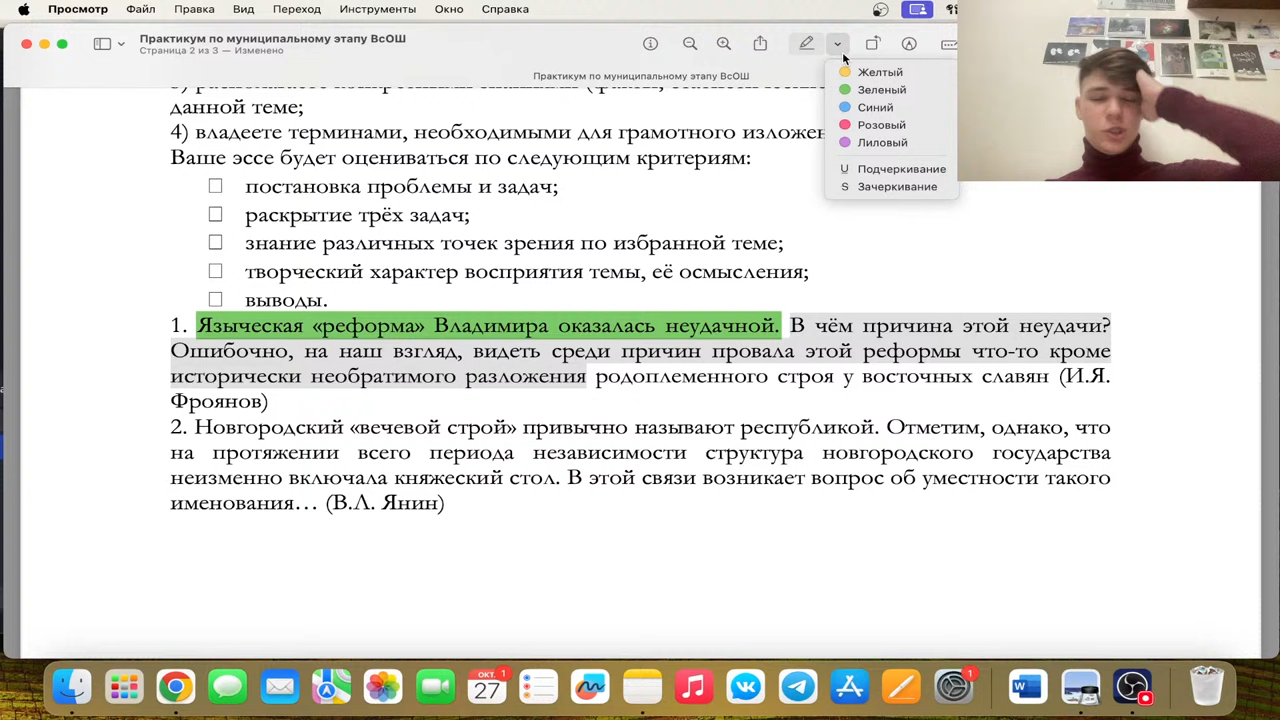 Просмотр Файл Правка Вид Переход Инструменты Окно Справка
Практикум по муниципальному этапу ВсОШ
Страница 2 из 3 — Изменено
Практикум по муниципальному этапу ВсОШ
Желтый
Зеленый
Синий
Розовый
Лиловый
U Подчеркивание
S Зачеркивание
данной теме;
4) владеете терминами, необходимыми для грамотного
Ваше эссе будет оцениваться по следующим критериям:
постановка проблемы и задач;
раскрытие трёх задач;
знание различных точек зрения по избранной теме;
творческий характер восприятия темы, её осмысления;
выводы.
1. Языческая «реформа» Владимира оказалась неудачной. В чём причина этой неудачи?
Ошибочно, на наш взгляд, видеть среди причин провала этой реформы что-то кроме
исторически необратимого разложения родоплеменного строя у восточных славян (И.Я.
Фроянов)
2. Новгородский «вечевой строй» привычно называют республикой. Отметим, однако, что
на протяжении всего периода независимости структура новгородского государства
неизменно включала княжеский стол. В этой связи возникает вопрос об уместности такого
именования… (В.Л. Янин)
ОКТ. 1
27
1
W